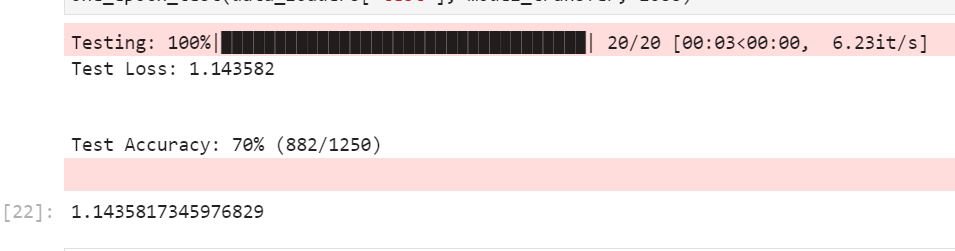 Testing: 100%|██████████████████████████████████| 20/20 [00:03<00:00,  6.23it/s]
Test Loss: 1.143582
Test Accuracy: 70% (882/1250)
[22]: 1.1435817345976829